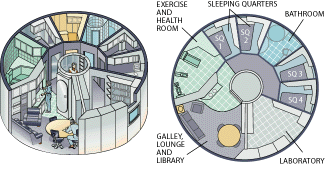 EXERCISE
AND
HEALTH
ROOM
SLEEPING QUARTERS
BATHROOM
SQ
1
SQ
2
SQ 3
SQ 4
GALLEY,
LOUNGE
AND
LIBRARY
LABORATORY